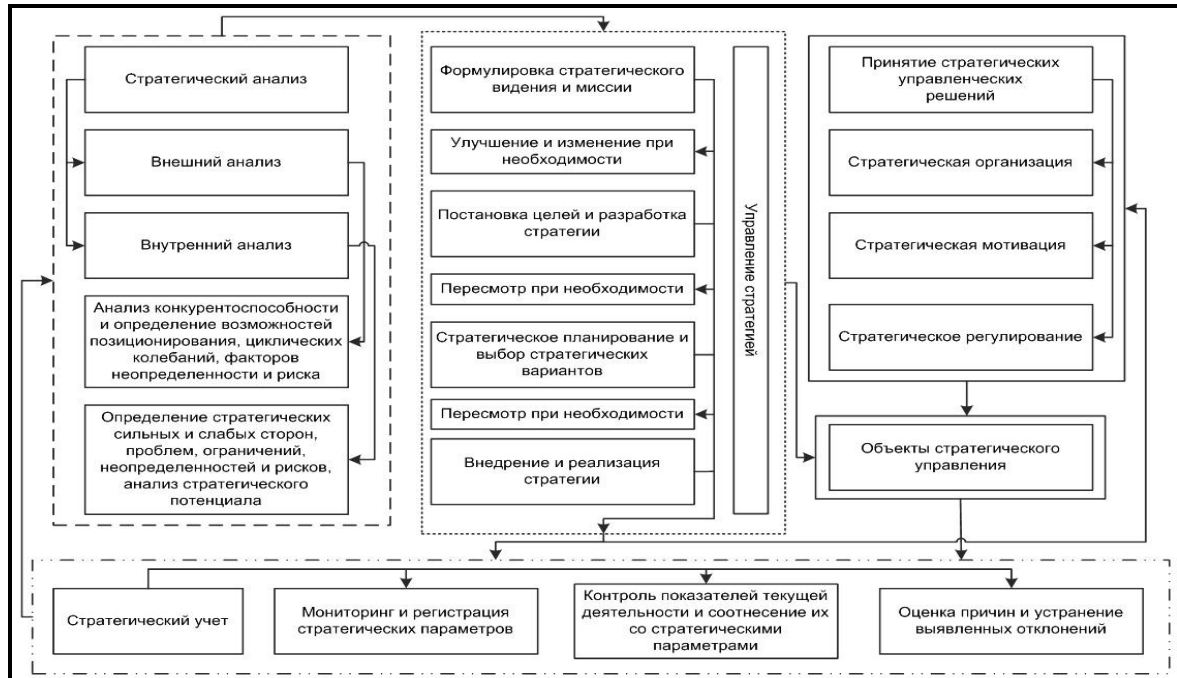 Стратегический анализ
Внешний анализ
Внутренний анализ
Анализ конкурентоспособности
и определение возможностей
позиционирования, циклических
колебаний, факторов
неопределенности и риска
Определение стратегических
сильных и слабых сторон,
проблем, ограничений,
неопределенностей и рисков,
анализ стратегического
потенциала
Формулировка стратегического
видения и миссии
Улучшение и изменение при
необходимости
Постановка целей и разработка
стратегии
Пересмотр при необходимости
Стратегическое планирование и
выбор стратегических
вариантов
Пересмотр при необходимости
Внедрение и реализация
стратегии
Управление стратегией
Принятие стратегических
управленческих
решений
Стратегическая организация
Стратегическая мотивация
Стратегическое регулирование
Объекты стратегического
управления
Стратегический учет
Мониторинг и регистрация
стратегических параметров
Контроль показателей текущей
деятельности и соотнесение их
со стратегическими
параметрами
Оценка причин и устранение
выявленных отклонений